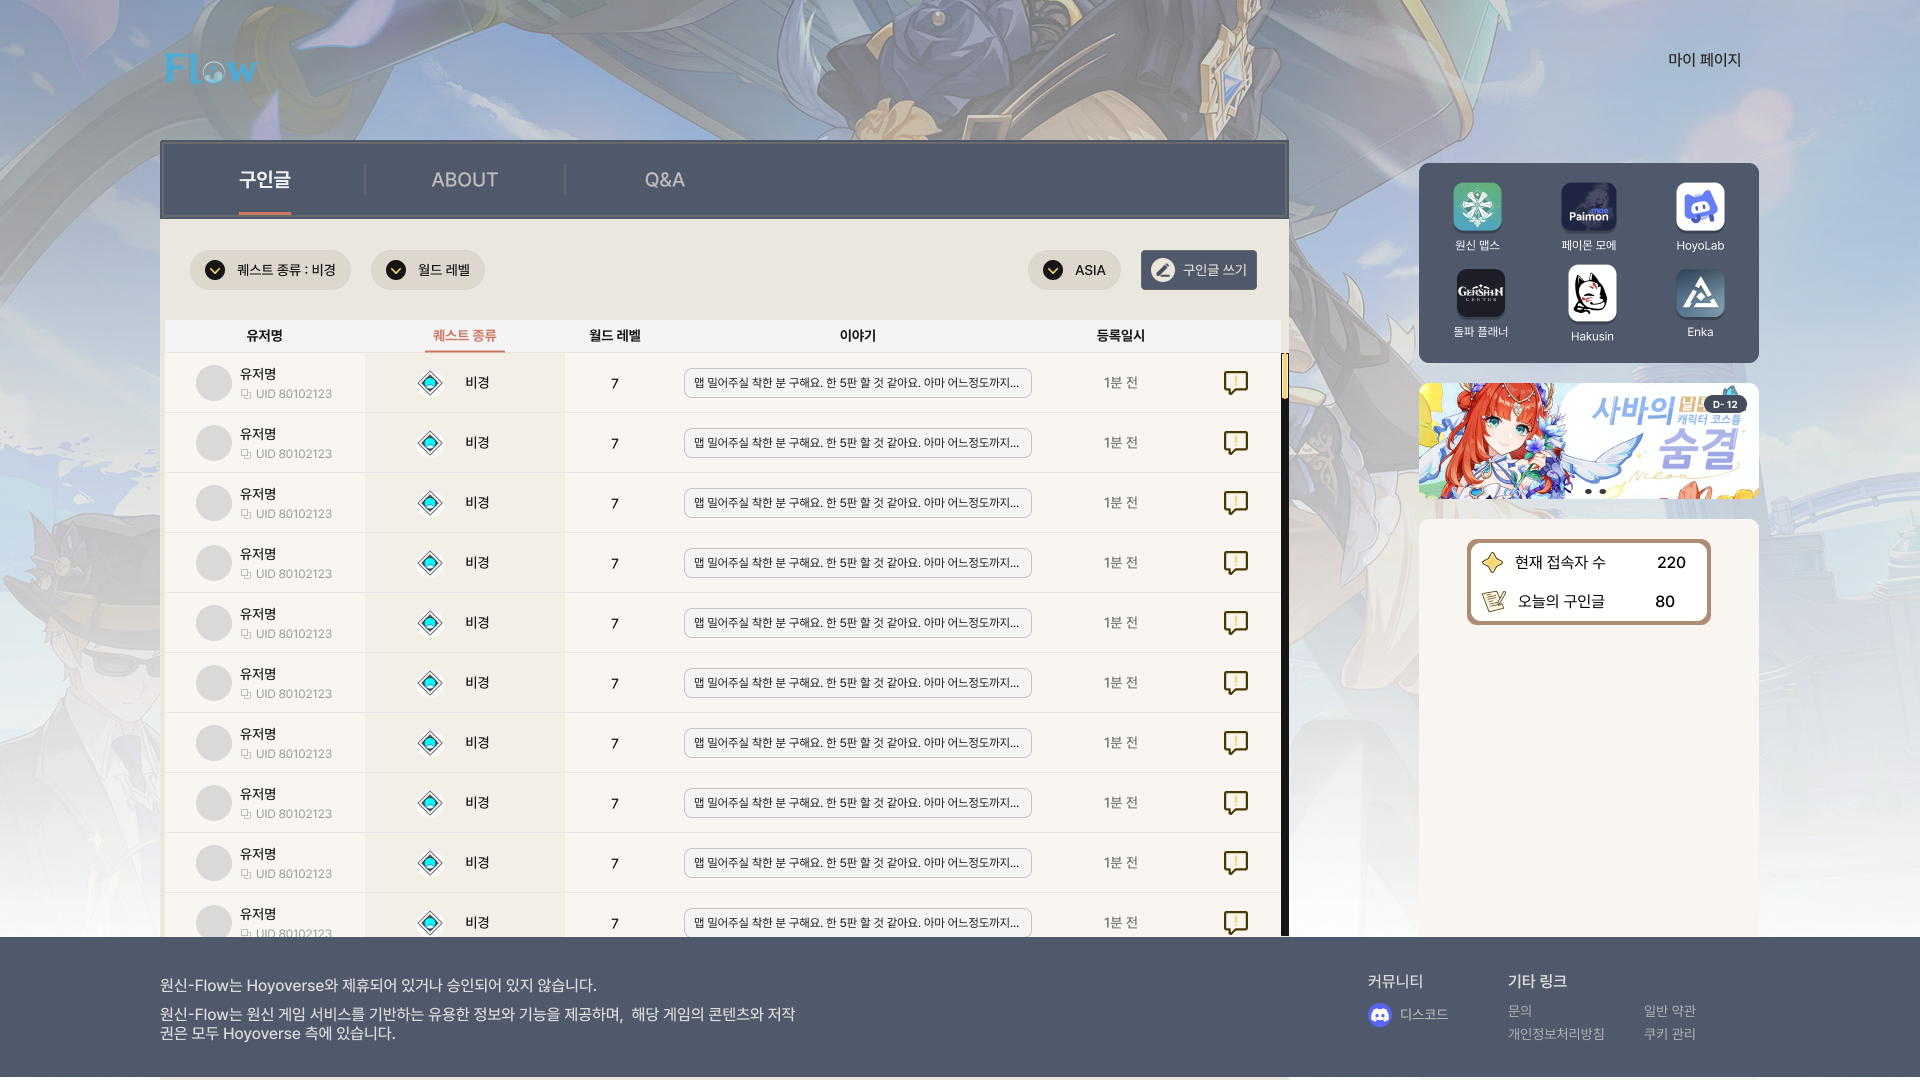 Flow
마이 페이지
구인글
ABOUT
Q&A
퀘스트 종류 : 비경
월드 레벨
ASIA
구인글 쓰기
유저명
퀘스트 종류
월드 레벨
이야기
등록일시
유저명
UID 80102123
비경
7
맵 밀어주실 착한 분 구해요. 한 5판 할 것 같아요. 아마 어느정도까지...
1분 전
유저명
UID 80102123
비경
7
맵 밀어주실 착한 분 구해요. 한 5판 할 것 같아요. 아마 어느정도까지...
1분 전
유저명
UID 80102123
비경
7
맵 밀어주실 착한 분 구해요. 한 5판 할 것 같아요. 아마 어느정도까지...
1분 전
유저명
UID 80102123
비경
7
맵 밀어주실 착한 분 구해요. 한 5판 할 것 같아요. 아마 어느정도까지...
1분 전
유저명
UID 80102123
비경
7
맵 밀어주실 착한 분 구해요. 한 5판 할 것 같아요. 아마 어느정도까지...
1분 전
유저명
UID 80102123
비경
7
맵 밀어주실 착한 분 구해요. 한 5판 할 것 같아요. 아마 어느정도까지...
1분 전
유저명
UID 80102123
비경
7
맵 밀어주실 착한 분 구해요. 한 5판 할 것 같아요. 아마 어느정도까지...
1분 전
유저명
UID 80102123
비경
7
맵 밀어주실 착한 분 구해요. 한 5판 할 것 같아요. 아마 어느정도까지...
1분 전
유저명
UID 80102123
비경
7
맵 밀어주실 착한 분 구해요. 한 5판 할 것 같아요. 아마 어느정도까지...
1분 전
유저명
UID 80102123
비경
7
맵 밀어주실 착한 분 구해요. 한 5판 할 것 같아요. 아마 어느정도까지...
1분 전
원신 맵스
Paimon
moe
페이몬 모에
HoyoLab
GENSHIN
CENTER
돌파 플래너
Hakusin
Enka
사바의
D- 12
캐릭터 코스튬
숨결
Nilou
현재 접속자 수 220
오늘의 구인글 80
원신-Flow는 Hoyoverse와 제휴되어 있거나 승인되어 있지 않습니다.
원신-Flow는 원신 게임 서비스를 기반하는 유용한 정보와 기능을 제공하며, 해당 게임의 콘텐츠와 저작
권은 모두 Hoyoverse 측에 있습니다.
커뮤니티
디스코드
기타 링크
문의
일반 약관
개인정보처리방침
쿠키 관리